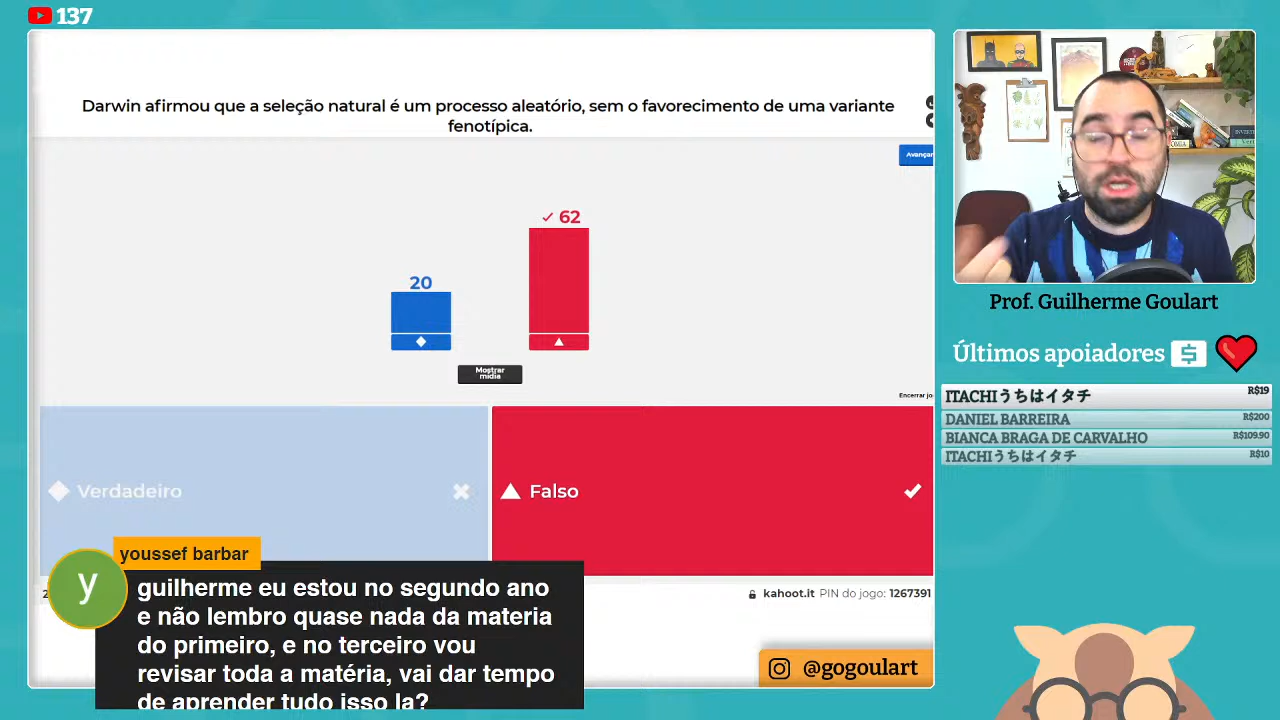 137
Darwin afirmou que a seleção natural é um processo aleatório, sem o favorecimento de uma variante
fenotípica.
Avançar
62
20
Mostrar
mídia
Encerrar jo
Verdadeiro
Falso
kahoot.it PIN do jogo: 1267391
youssef barbar
y
guilherme eu estou no segundo ano
e não lembro quase nada da materia
do primeiro, e no terceiro vou
revisar toda a matéria, vai dar tempo
de aprender tudo isso la?
@gogoulart
Prof. Guilherme Goulart
Últimos apoiadores
ITACHIうちはイタチ R$19
DANIEL BARREIRA R$200
BIANCA BRAGA DE CARVALHO R$109.90
ITACHIうちはイタチ R$10